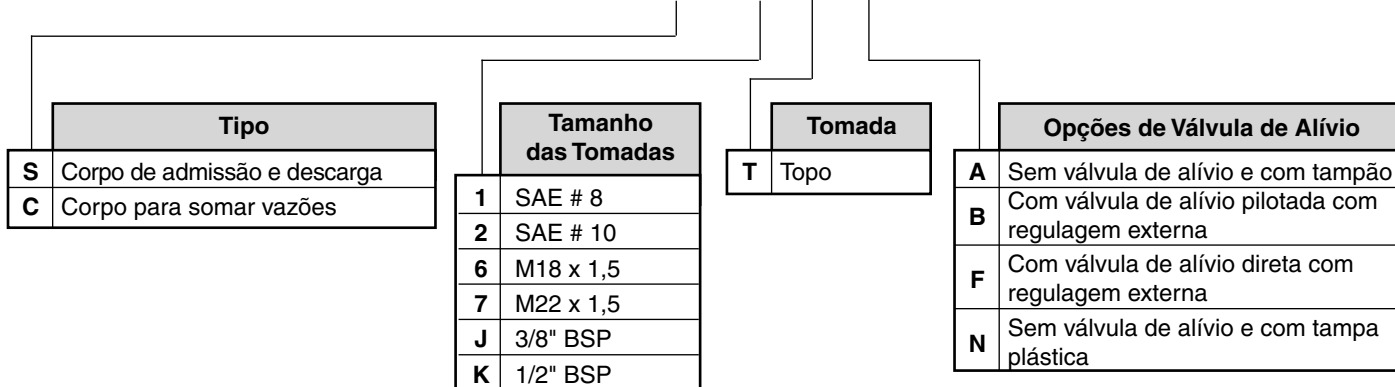 Tipo
S Corpo de admissão e descarga
C Corpo para somar vazões
Tamanho
das Tomadas
1 SAE # 8
2 SAE # 10
6 M18 x 1,5
7 M22 x 1,5
J 3/8" BSP
K 1/2" BSP
Tomada
T Topo
Opções de Válvula de Alívio
A Sem válvula de alívio e com tampão
B Com válvula de alívio pilotada com
regulagem externa
F Com válvula de alívio direta com
regulagem externa
N Sem válvula de alívio e com tampa
plástica